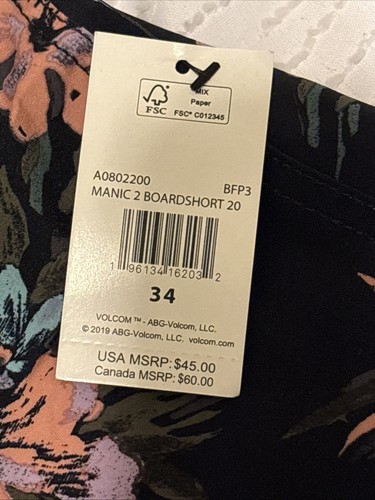 FSC
MIX
Paper
FSC® C012345
A0802200 BFP3
MANIC 2 BOARDSHORT 20
1 96134 16203 2
34
VOLCOM™ - ABG-Volcom, LLC.
© 2019 ABG-Volcom, LLC. volcom.com
USA MSRP: $45.00
Canada MSRP: $60.00